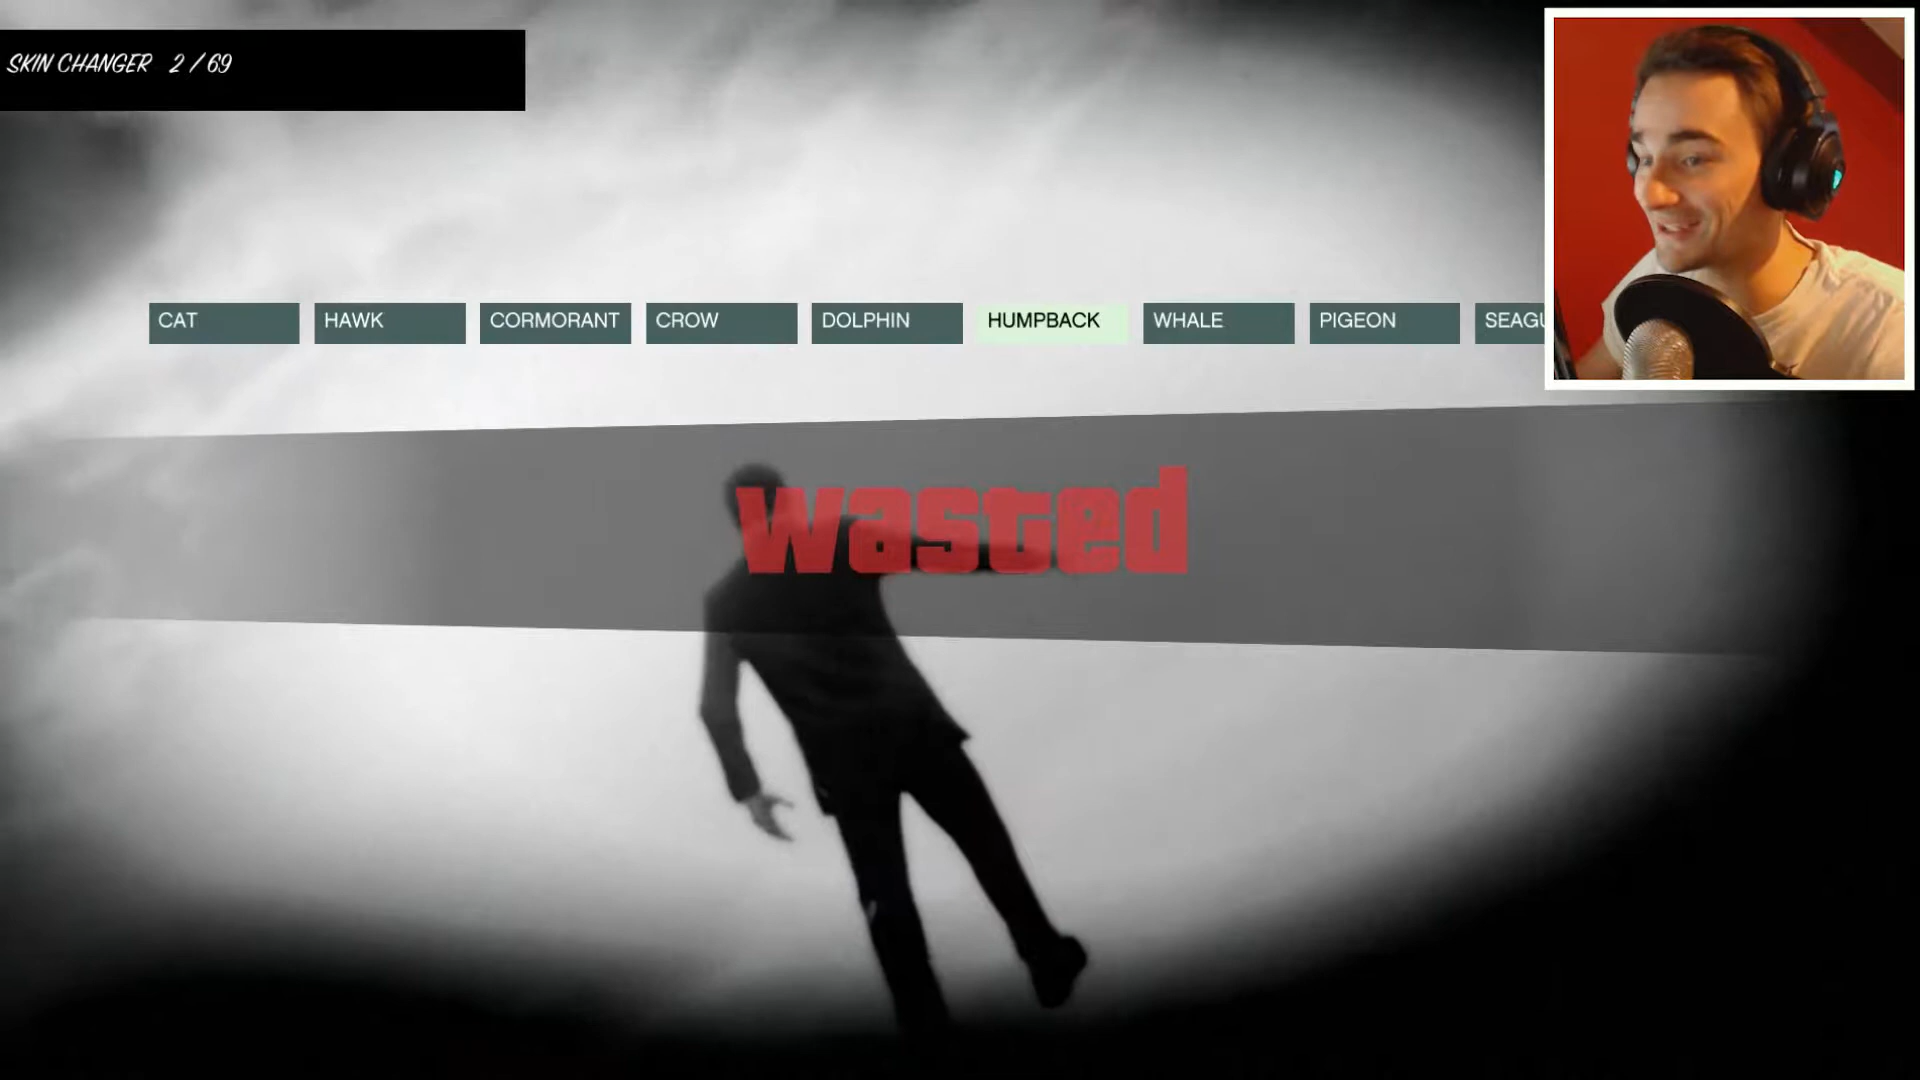 SKIN CHANGER 2 / 69
CAT HAWK CORMORANT CROW DOLPHIN HUMPBACK WHALE PIGEON
wasted